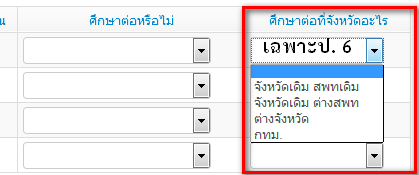 น ศึกษาต่อหรือไม่ ศึกษาต่อที่จังหวัดอะไร
เฉพาะป. 6
จังหวัดเดิม สพทเดิม
จังหวัดเดิม ต่างสพท
ต่างจังหวัด
กทม.